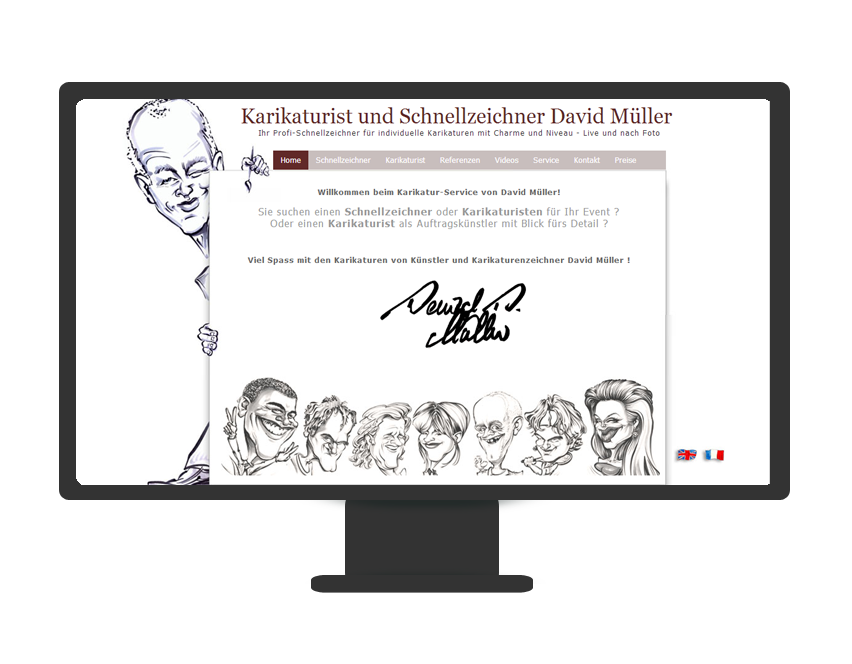 Karikaturist und Schnellzeichner David Müller
Ihr Profi-Schnellzeichner für individuelle Karikaturen mit Charme und Niveau - Live und nach Foto
Home Schnellzeichner Karikaturist Referenzen Videos Service Kontakt Preise
Willkommen beim Karikatur-Service von David Müller!
Sie suchen einen Schnellzeichner oder Karikaturisten für Ihr Event ?
Oder einen Karikaturist als Auftragskünstler mit Blick fürs Detail ?
Viel Spass mit den Karikaturen von Künstler und Karikaturenzeichner David Müller !